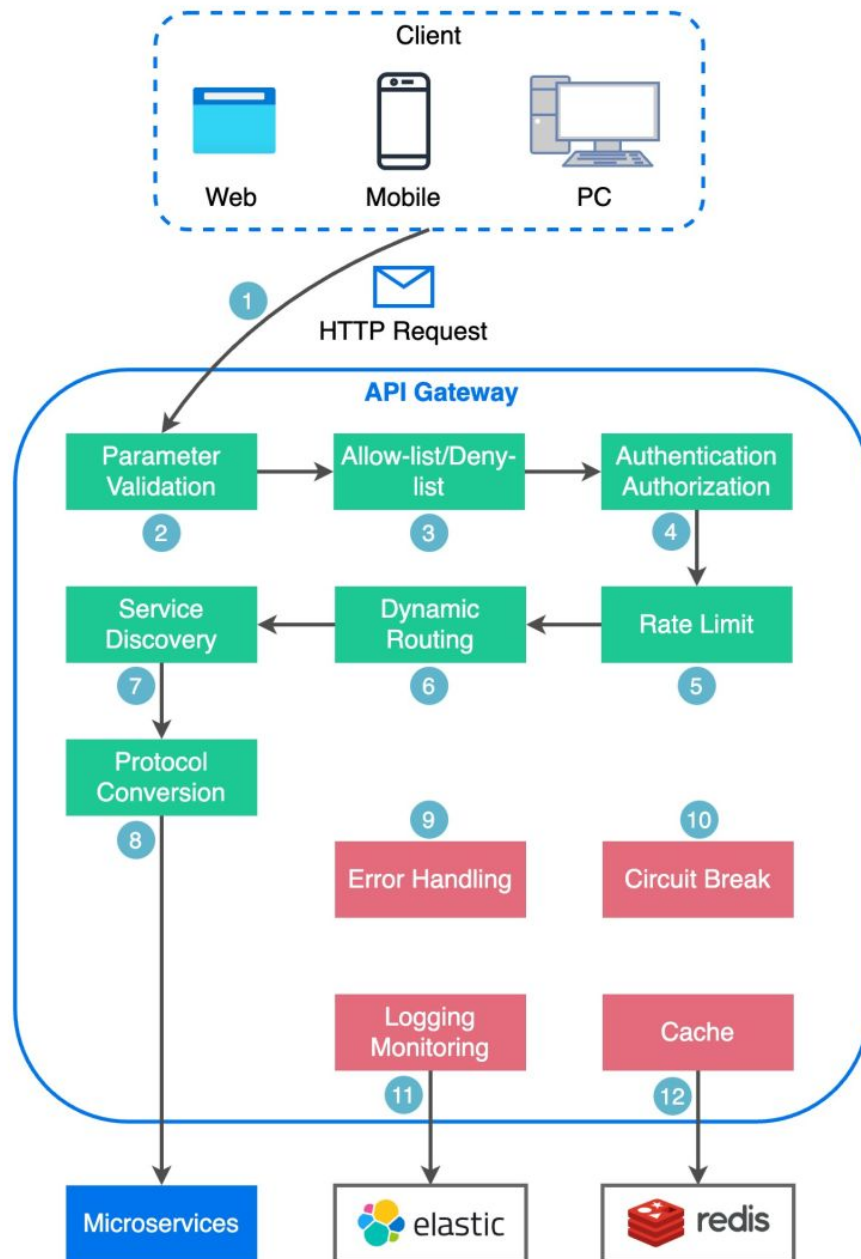 Client
Web
Mobile
PC
1
HTTP Request
API Gateway
Parameter
Validation
2
Allow-list/Deny-
list
3
Authentication
Authorization
4
Service
Discovery
7
Dynamic
Routing
6
Rate Limit
5
Protocol
Conversion
8
9
Error Handling
10
Circuit Break
Logging
Monitoring
11
Cache
12
Microservices
elastic
redis